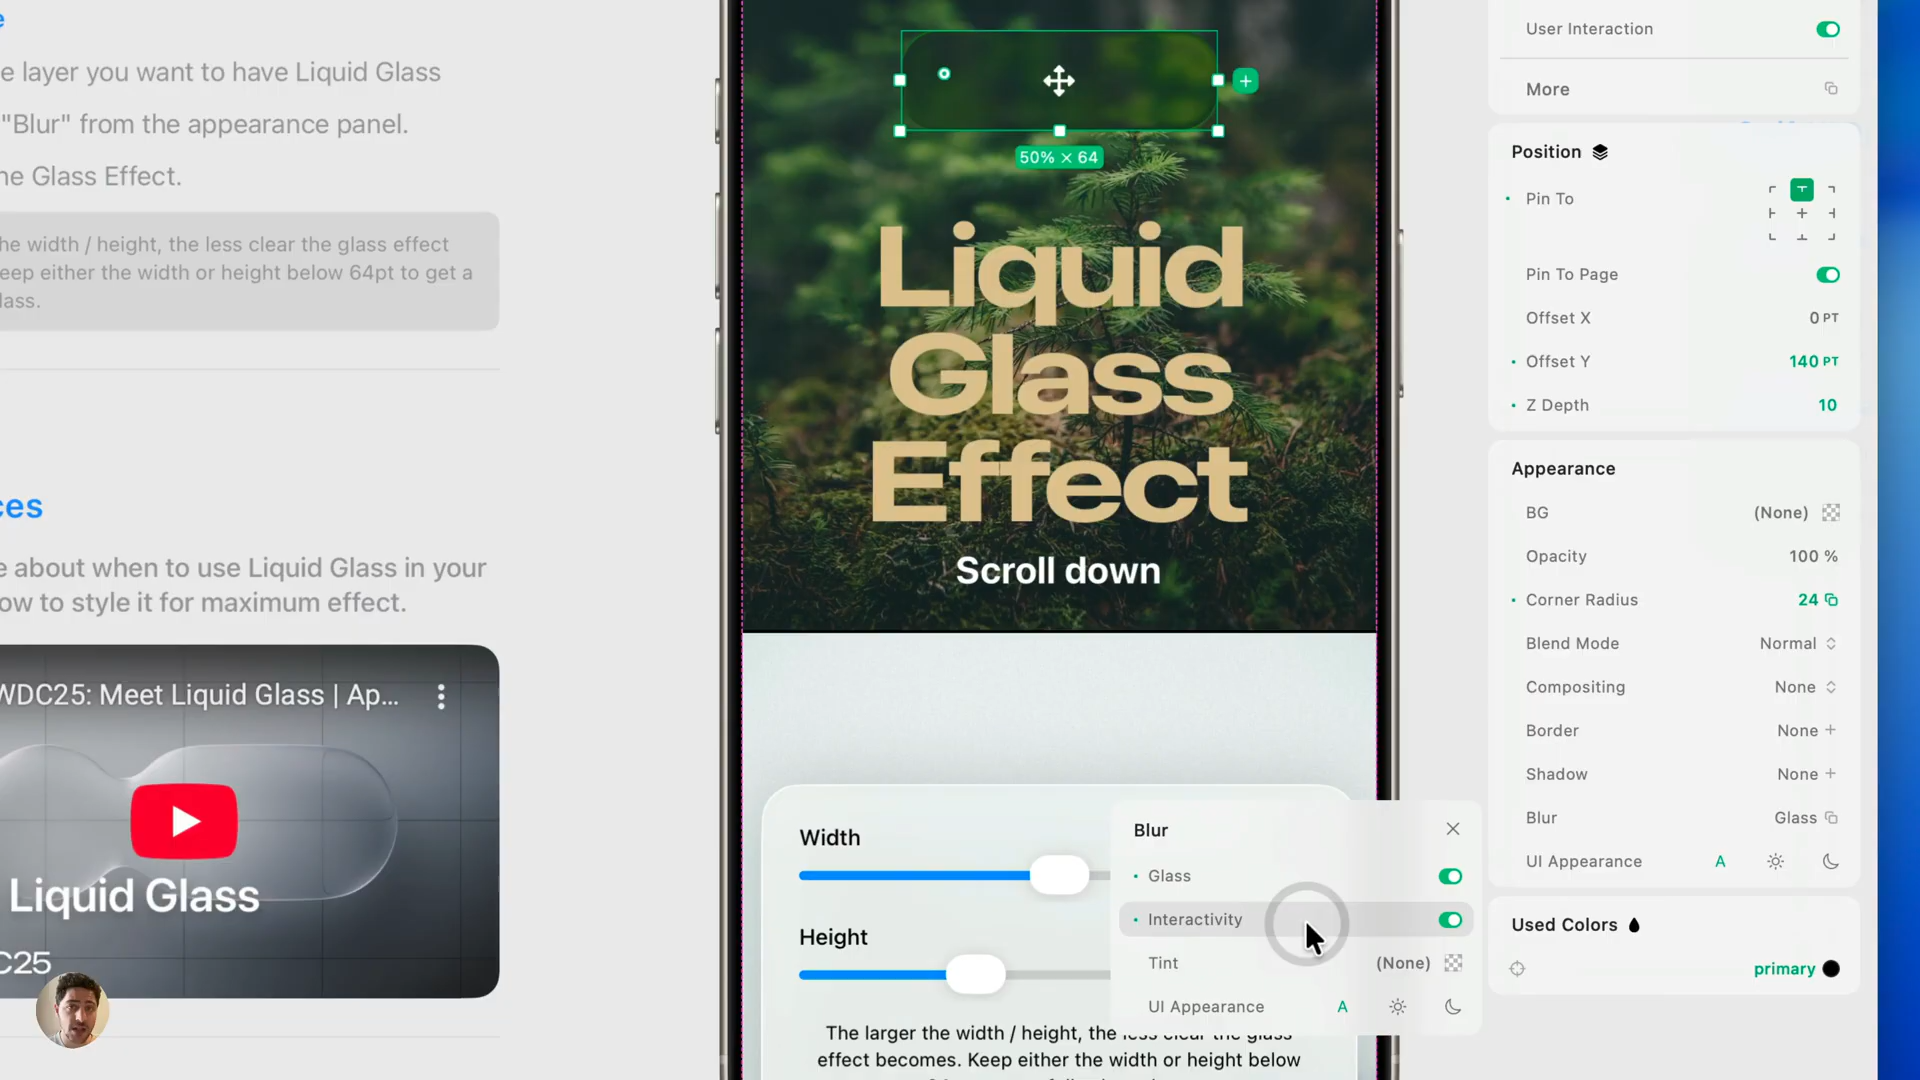 e
e layer you want to have Liquid Glass
"Blur" from the appearance panel.
he Glass Effect.
he width / height, the less clear the glass effect
keep either the width or height below 64pt to get a
lass.
ces
e about when to use Liquid Glass in your
ow to style it for maximum effect.
WDC25: Meet Liquid Glass | Ap...
Liquid Glass
C25
50% × 64
Liquid
Glass
Effect
Scroll down
Width
Height
The larger the width / height, the less clear the glass
effect becomes. Keep either the width or height below
Blur
Glass
Interactivity
Tint (None)
UI Appearance A
User Interaction
More
Position
Pin To
Pin To Page
Offset X 0 PT
Offset Y 140 PT
Z Depth 10
Appearance
BG (None)
Opacity 100 %
Corner Radius 24
Blend Mode Normal
Compositing None
Border None
Shadow None
Blur Glass
UI Appearance A
Used Colors
primary